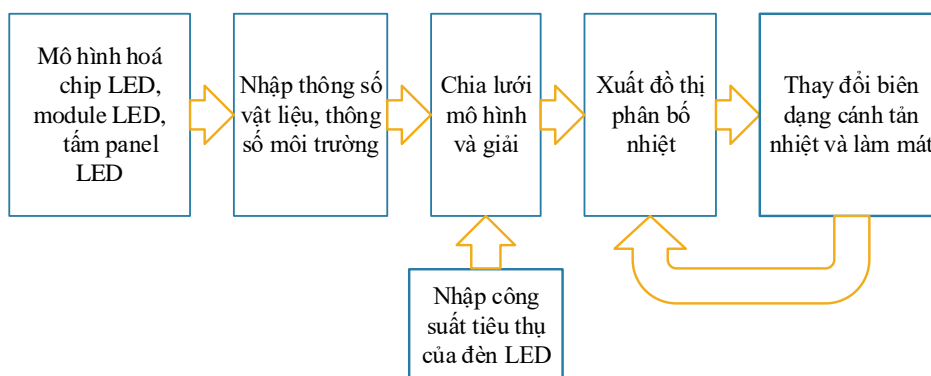 Mô hình hoá
chip LED,
module LED,
tấm panel
LED
Nhập thông số
vật liệu, thông
số môi trường
Chia lưới
mô hình
và giải
Xuất đồ thị
phân bố
nhiệt
Thay đổi biên
dạng cánh tản
nhiệt và làm mát
Nhập công
suất tiêu thụ
của đèn LED